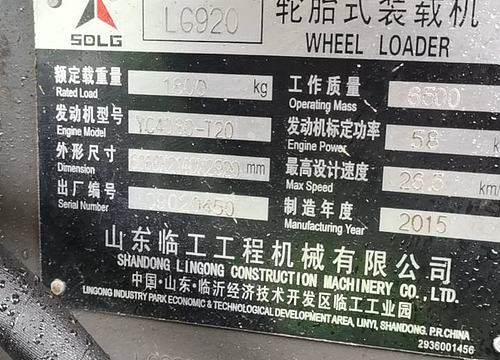 SDLG
LG920
轮胎式装载机
WHEEL LOADER
额定载重量 kg
Rated Load
工作质量
Operating Mass
发动机型号
Engine Model
发动机标定功率 58
Engine Power
外形尺寸 mm
Dimension
最高设计速度 26.5 km/
Max Speed
出厂编号
Serial Number
制造年度 2015
Manufacturing Year
山东临工工程机械有限公司
SHANDONG LINGONG CONSTRUCTION MACHINERY CO.,LTD.
中国·山东·临沂经济技术开发区临工工业园
LINGONG INDUSTRY PARK ECONOMIC & TECHNOLOGICAL DEVELOPMENT AREA, LINYI, SHANDONG. P.R.CHINA
2936001456